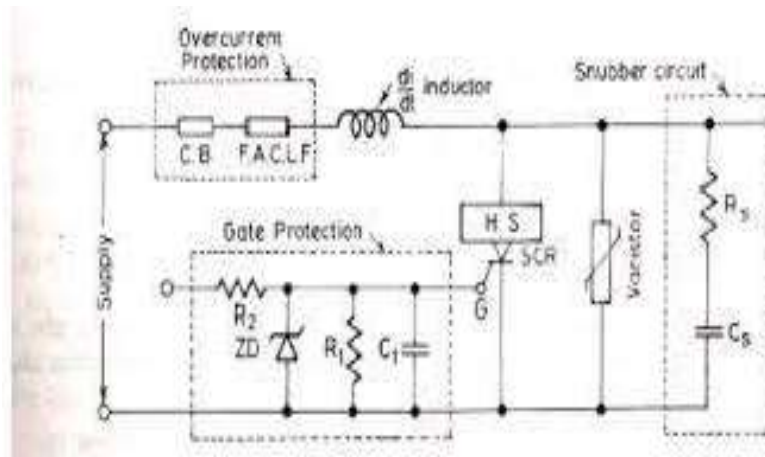 Overcurrent
Protection
di/dt
inductor
Snubber circuit
C.B
F.A.C.L.F
Gate Protection
H S
SCR
Varistor
Rs
Supply
R2
ZD
R1
C1
G
Cs